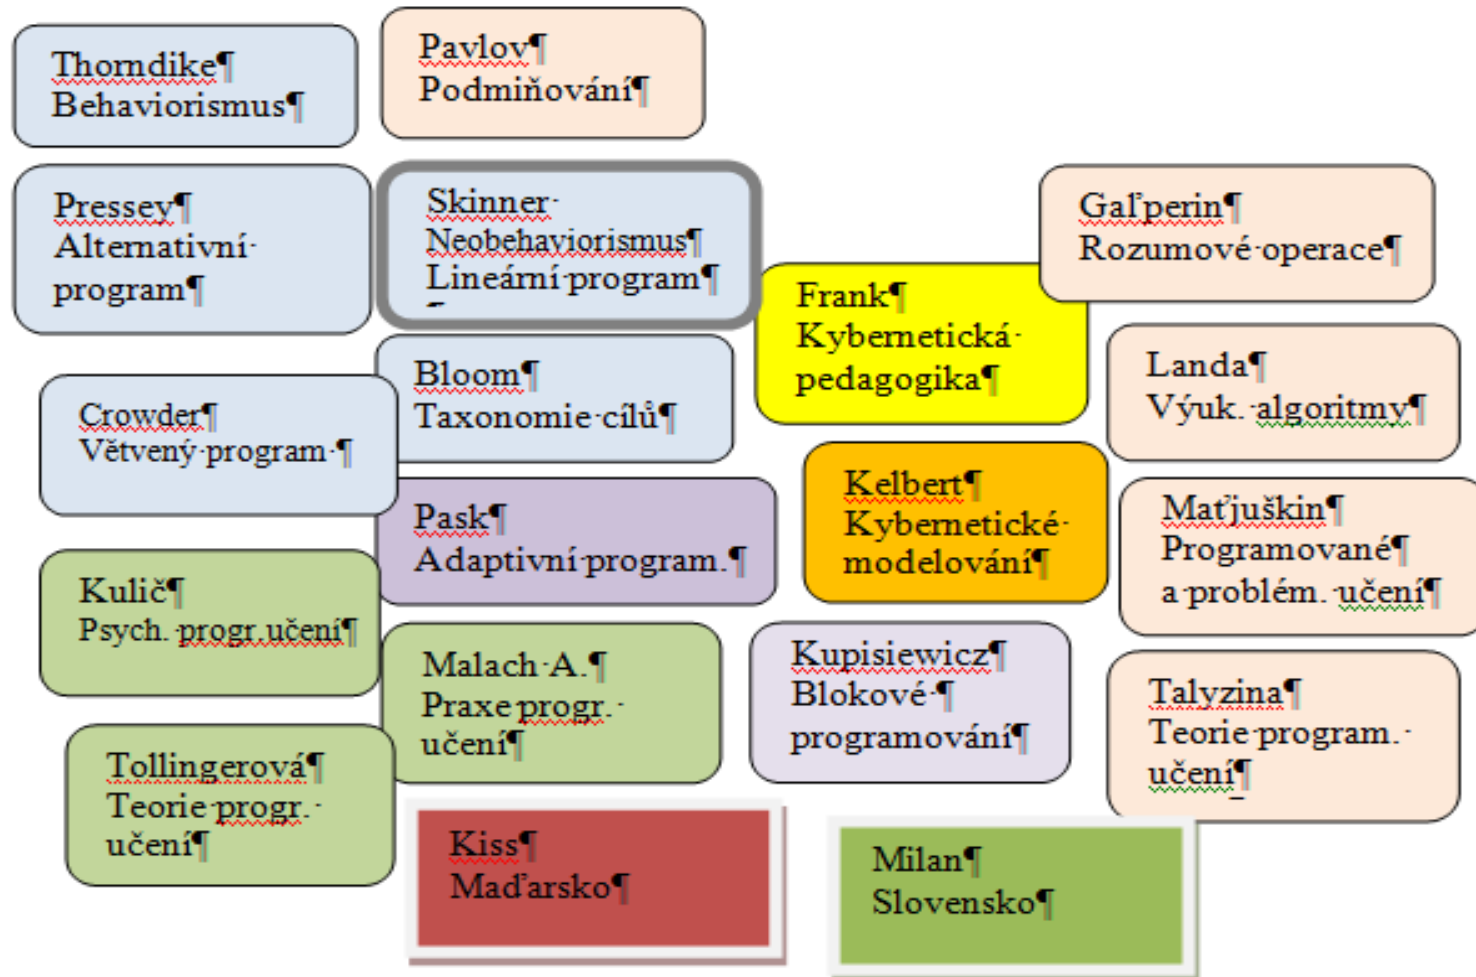 Thorndike¶
Behaviorismus¶
Pavlov¶
Podmiňování¶
Pressey¶
Alternativní·
program¶
Skinner·
Neobehaviorismus¶
Lineární·program¶
Gaľperin¶
Rozumové·operace¶
Frank¶
Kybernetická·
pedagogika¶
Bloom¶
Taxonomie·cílů¶
Landa¶
Výuk.·algoritmy¶
Crowder¶
Větvený·program·¶
Pask¶
Adaptivní·program.¶
Kelbert¶
Kybernetické·
modelování¶
Maťjuškin¶
Programované¶
a·problém.·učení¶
Kulič¶
Psych.·progr.učení¶
Malach·A.¶
Praxe·progr.·
učení¶
Kupisiewicz¶
Blokové·¶
programování¶
Talyzina¶
Teorie·program.·
učení¶
Tollingerová¶
Teorie·progr.·
učení¶
Kiss¶
Maďarsko¶
Milan¶
Slovensko¶